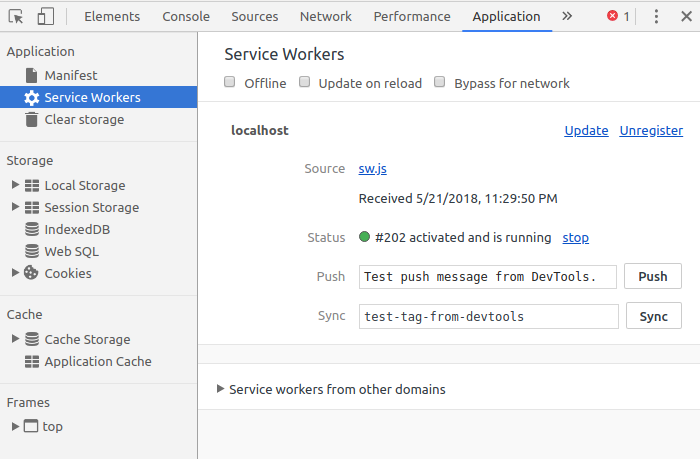 Elements Console Sources Network Performance Application » 1
Application
Manifest
Service Workers
Clear storage
Storage
Local Storage
Session Storage
IndexedDB
Web SQL
Cookies
Cache
Cache Storage
Application Cache
Frames
top
Service Workers
Offline Update on reload Bypass for network
localhost Update Unregister
Source sw.js
Received 5/21/2018, 11:29:50 PM
Status #202 activated and is running stop
Push Test push message from DevTools. Push
Sync test-tag-from-devtools Sync
Service workers from other domains